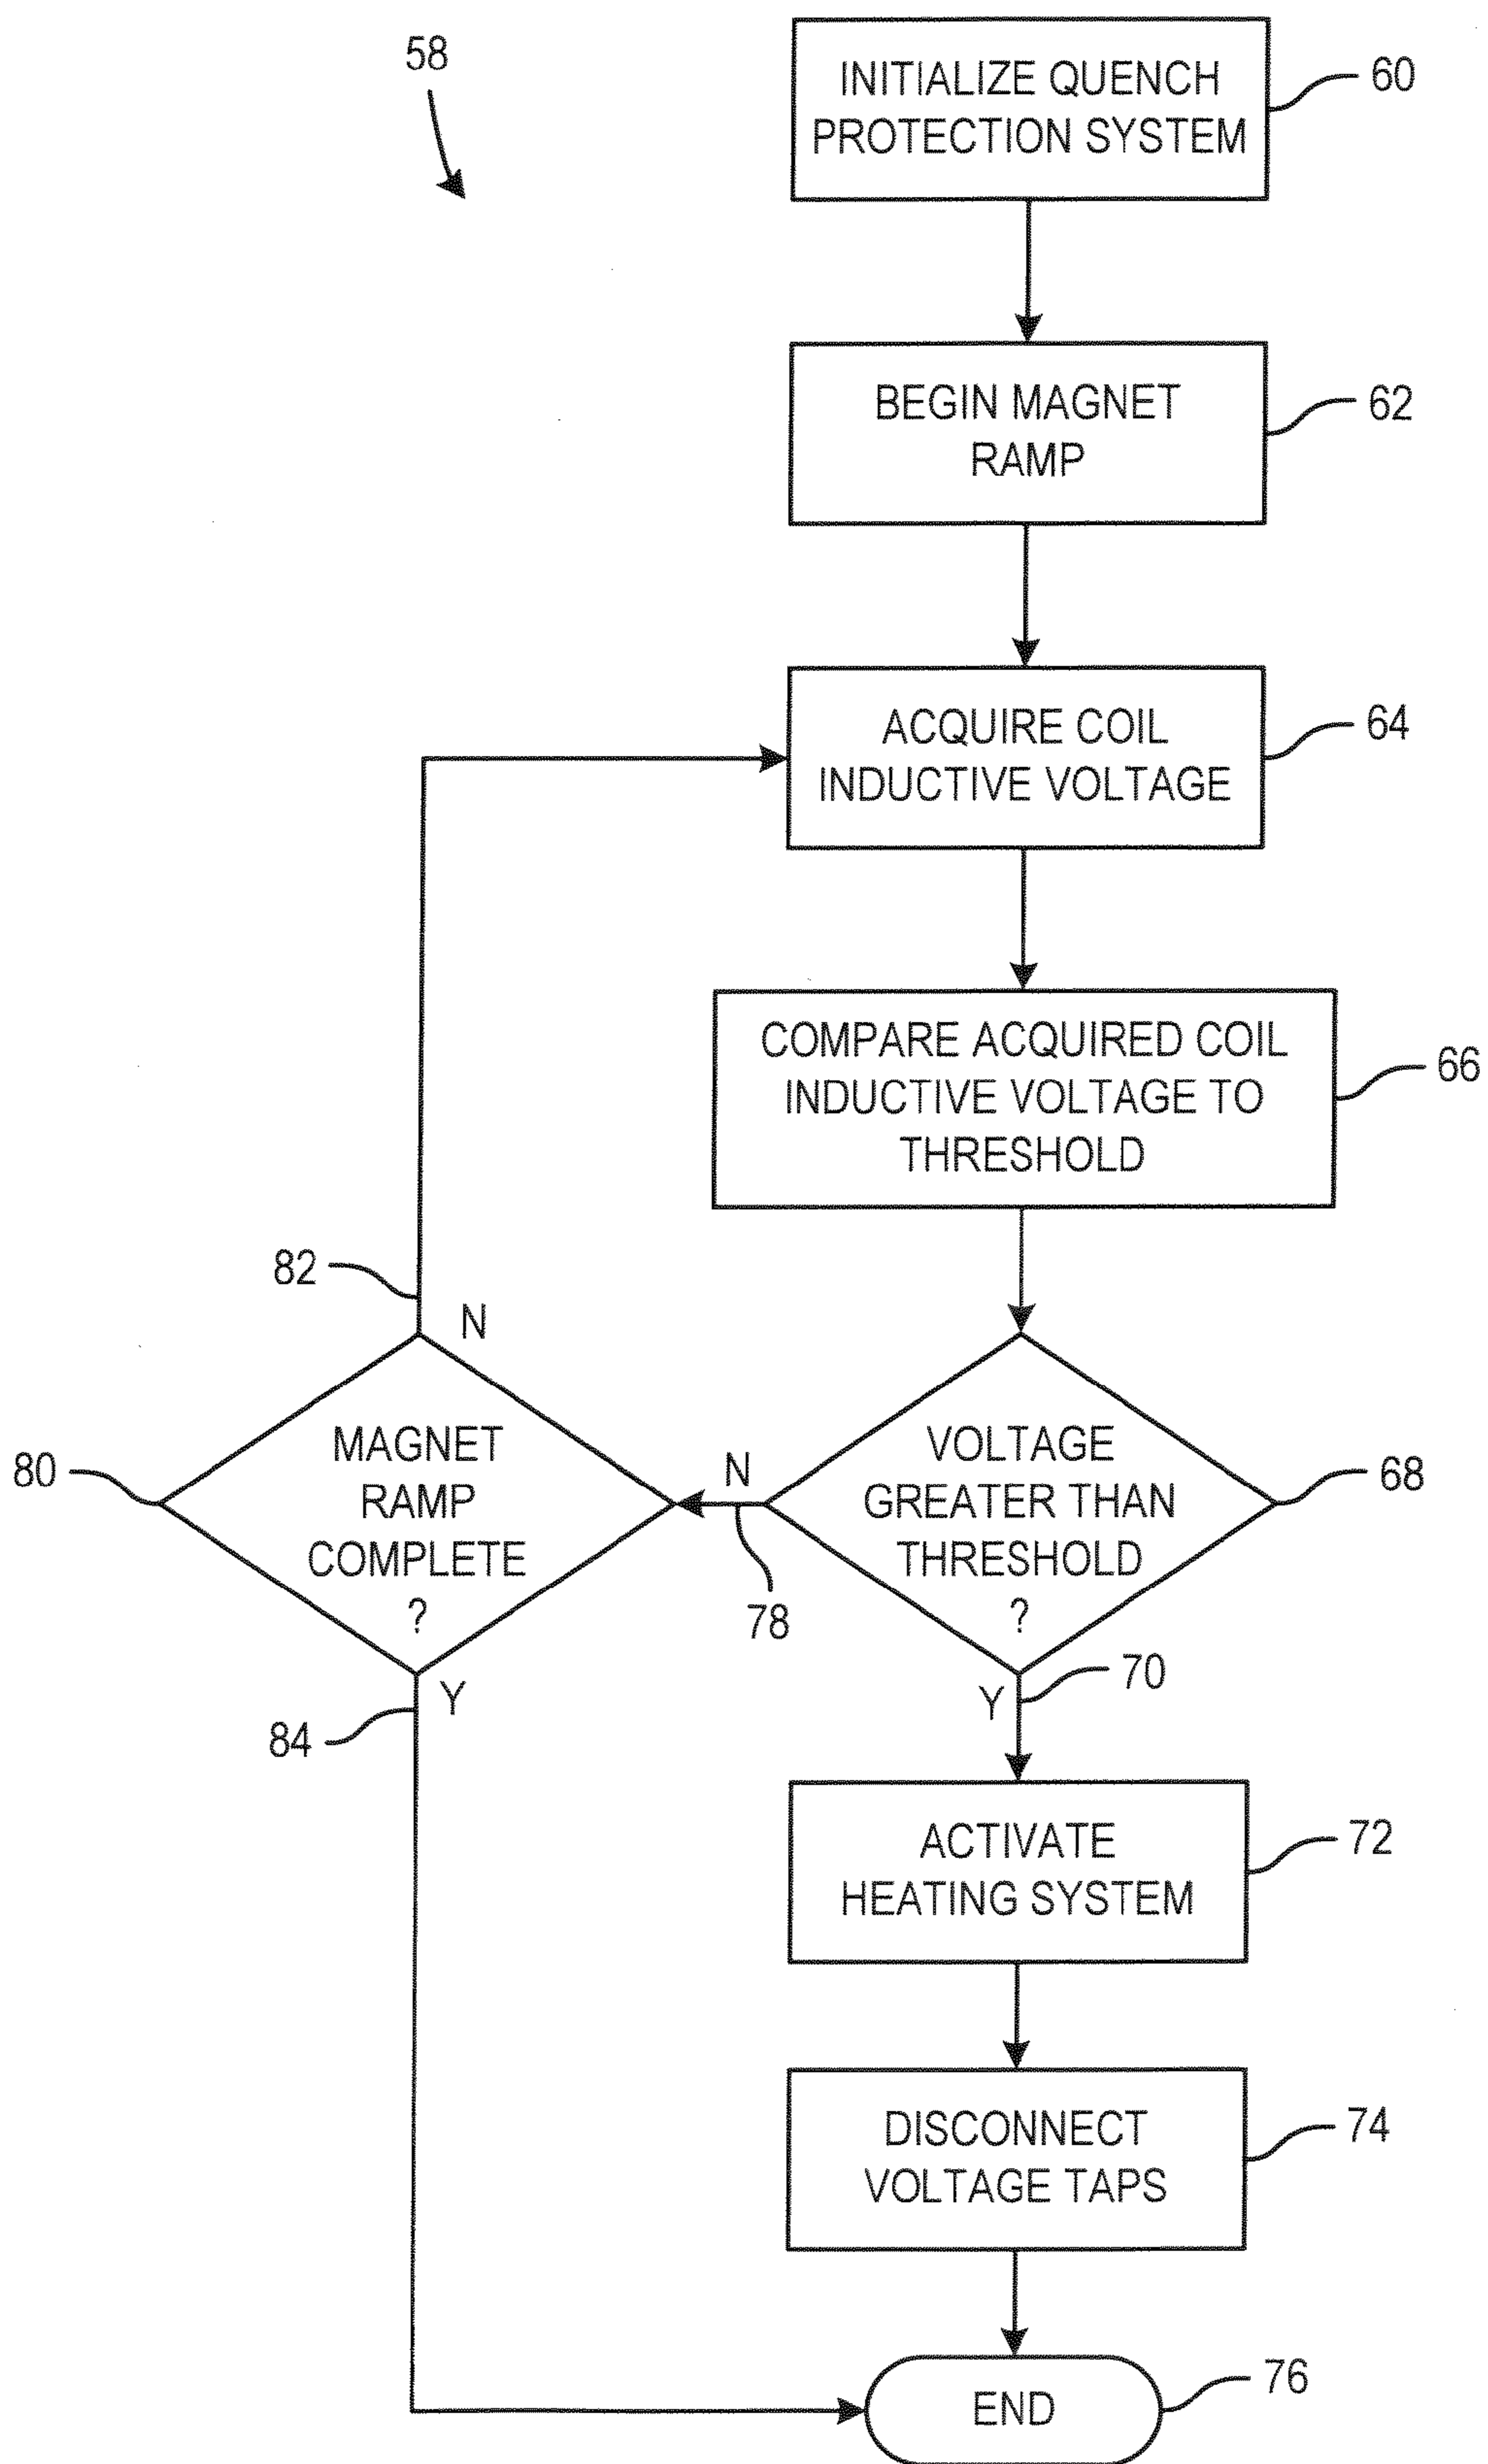 58
INITIALIZE QUENCH
PROTECTION SYSTEM
60
BEGIN MAGNET
RAMP
62
ACQUIRE COIL
INDUCTIVE VOLTAGE
64
COMPARE ACQUIRED COIL
INDUCTIVE VOLTAGE TO
THRESHOLD
66
82
N
MAGNET
RAMP
COMPLETE
?
80
N
78
VOLTAGE
GREATER THAN
THRESHOLD
?
68
Y
84
Y
70
ACTIVATE
HEATING SYSTEM
72
DISCONNECT
VOLTAGE TAPS
74
END
76